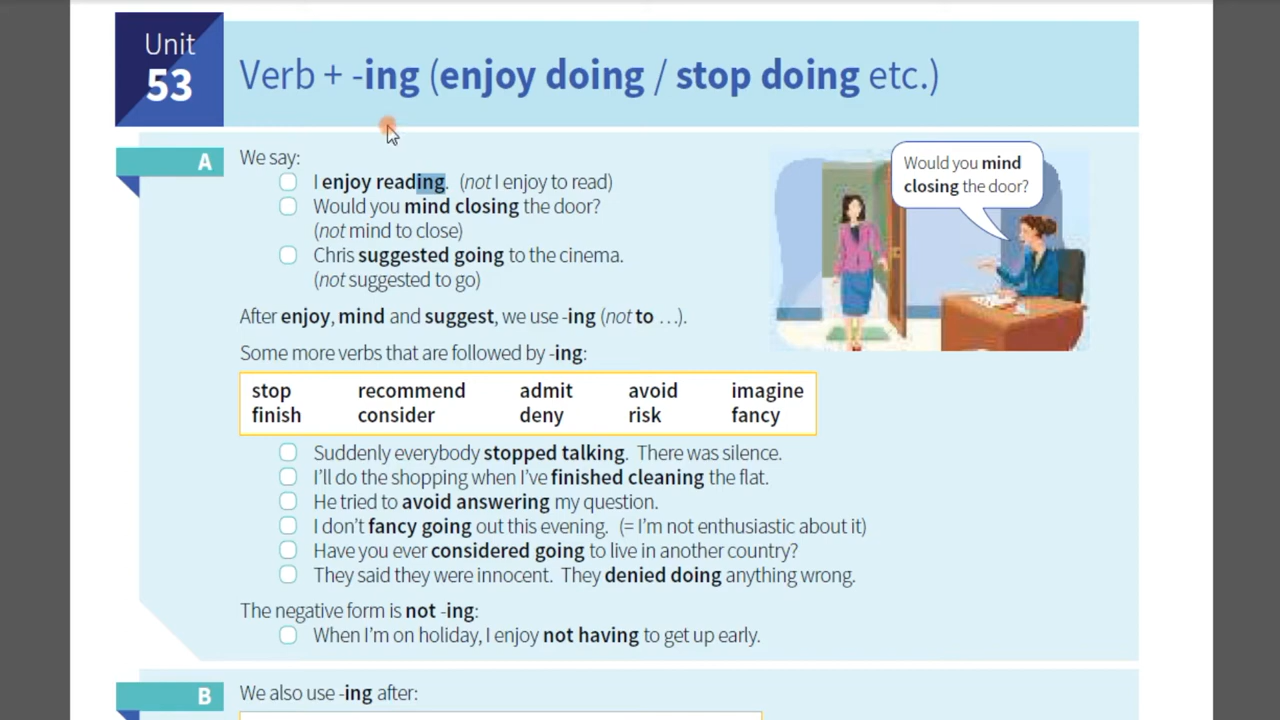 Unit
53
Verb + -ing (enjoy doing / stop doing etc.)
A
We say:
I enjoy reading. (not I enjoy to read)
Would you mind closing the door?
(not mind to close)
Chris suggested going to the cinema.
(not suggested to go)
Would you mind
closing the door?
After enjoy, mind and suggest, we use -ing (not to …).
Some more verbs that are followed by -ing:
stop recommend admit avoid imagine
finish consider deny risk fancy
Suddenly everybody stopped talking. There was silence.
I’ll do the shopping when I’ve finished cleaning the flat.
He tried to avoid answering my question.
I don’t fancy going out this evening. (= I’m not enthusiastic about it)
Have you ever considered going to live in another country?
They said they were innocent. They denied doing anything wrong.
The negative form is not -ing:
When I’m on holiday, I enjoy not having to get up early.
B
We also use -ing after: